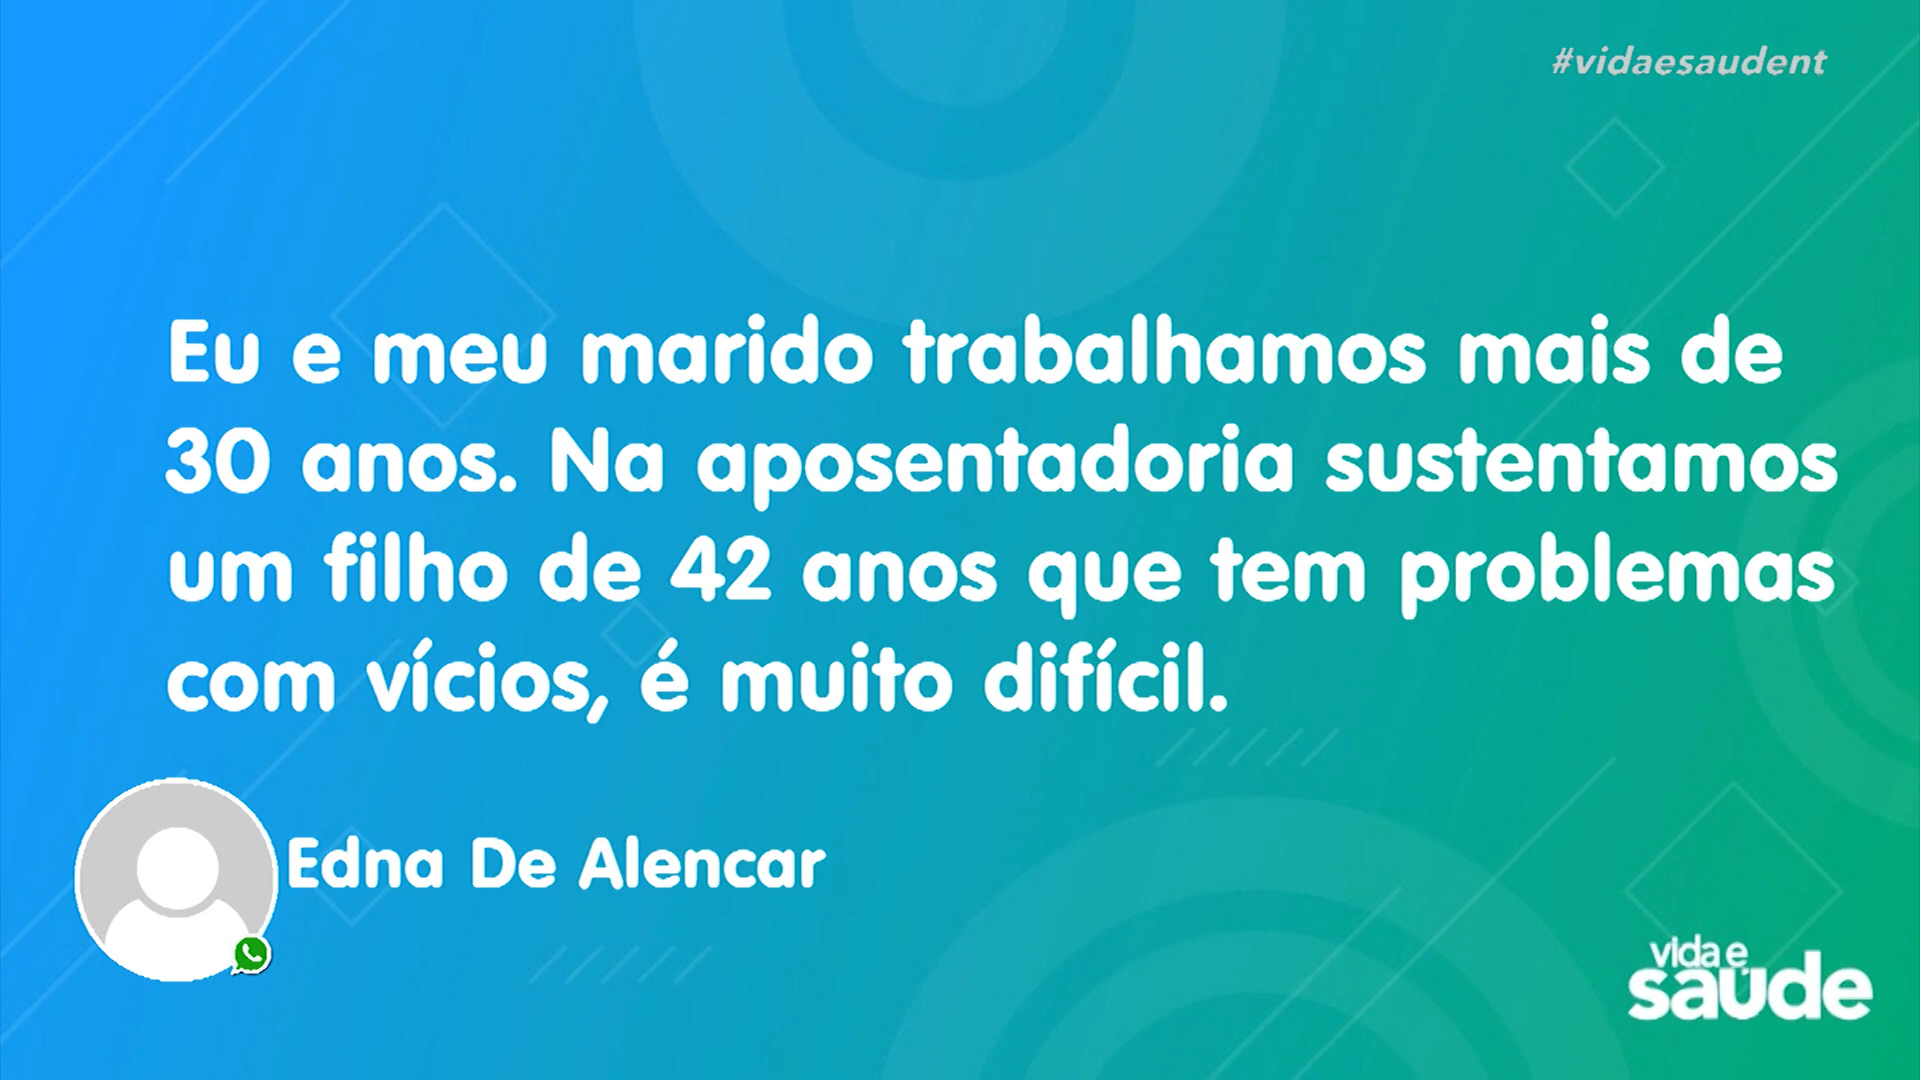 #vidaesaudent
Eu e meu marido trabalhamos mais de
30 anos. Na aposentadoria sustentamos
um filho de 42 anos que tem problemas
com vícios, é muito difícil.
Edna De Alencar
vida e
saúde